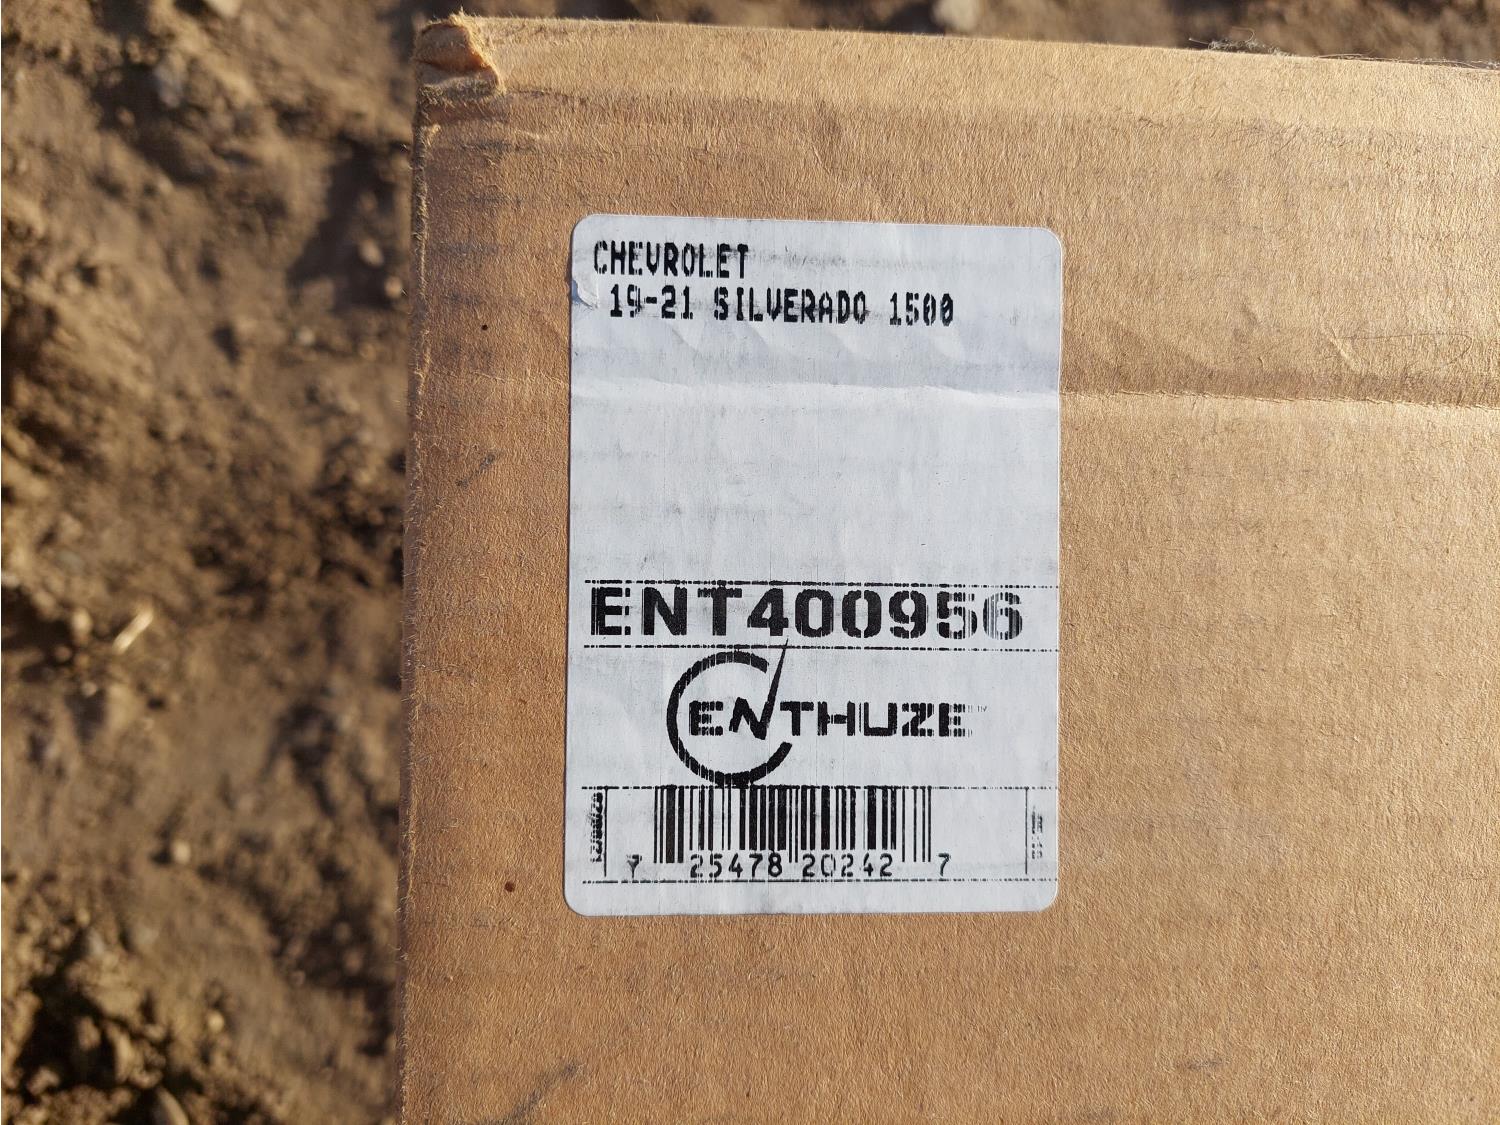 CHEVROLET
19-21 SILVERADO 1500
ENT400956
ENTHUZE
7 25478 20242 7